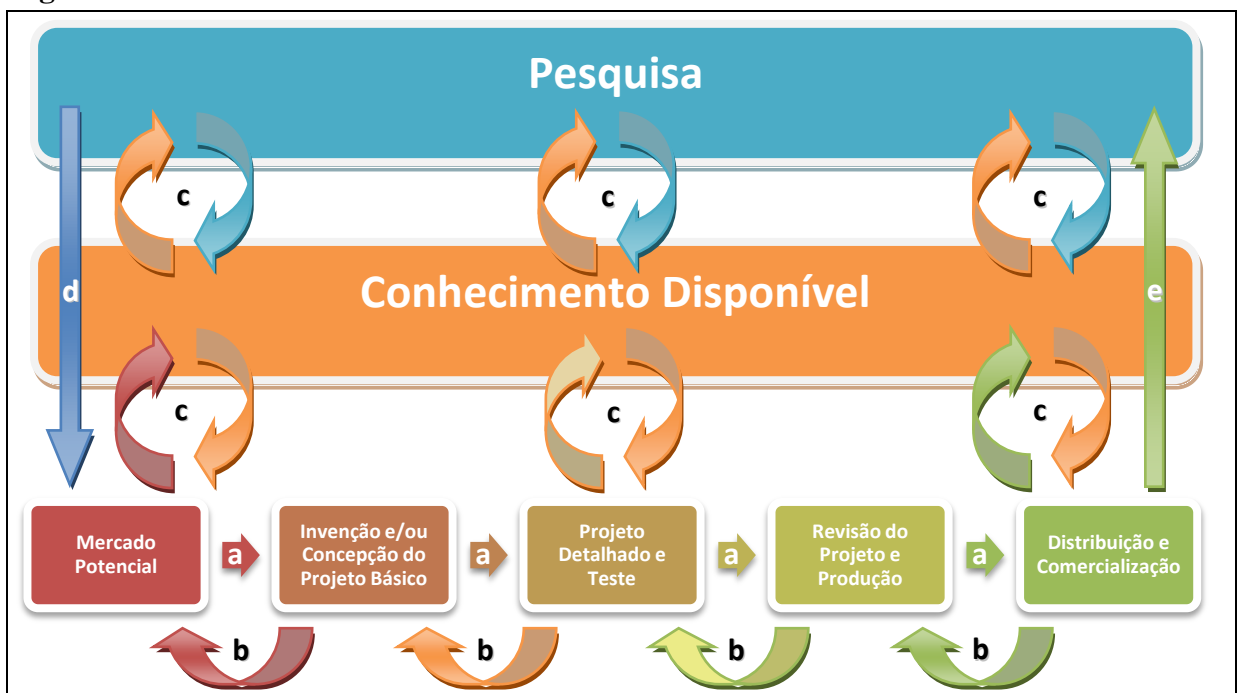 Pesquisa
c c c
d Conhecimento Disponível e
c c c
Mercado
Potencial
a
Invenção e/ou
Concepção do
Projeto Básico
a
Projeto
Detalhado e
Teste
a
Revisão do
Projeto e
Produção
a
Distribuição e
Comercialização
b b b b